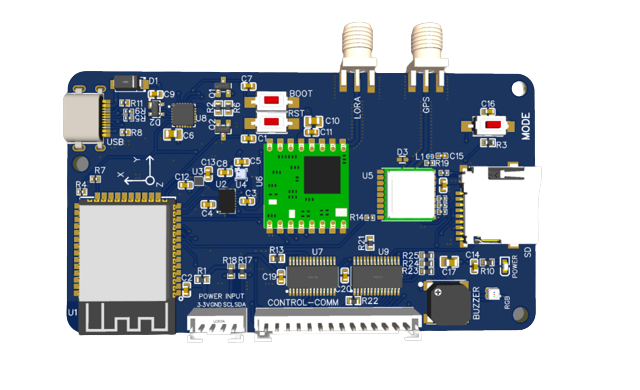 D1
C7
C9
R11
U8
C6
R8
USB
Q1
R2
R6
BOOT
RST
C10
C11
LORA
GPS
C16
MODE
R3
D3
L1
C15
R19
R7
R4
Y
X
Z
C13
C8
C5
U3
U4
C12
U2
C4
U6
U5
R14
R21
SD
U1
C2
R1
R18
R17
R13
U7
U9
C19
R22
R25
R24
R23
C17
C14
R10
POWER
POWER INPUT
3.3V GND SCL SDA
CONTROL-COMM
BUZZER
RGB